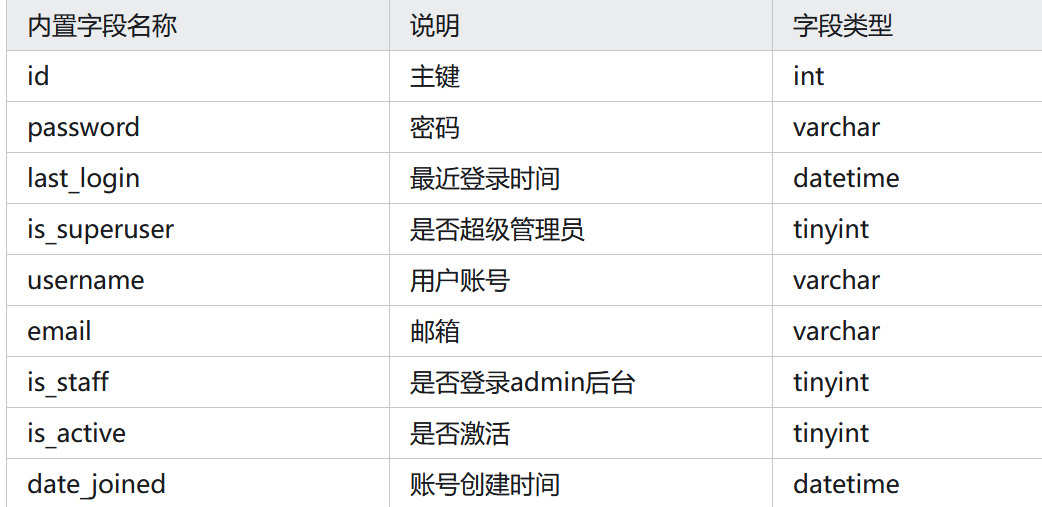 内置字段名称 说明 字段类型
id 主键 int
password 密码 varchar
last_login 最近登录时间 datetime
is_superuser 是否超级管理员 tinyint
username 用户账号 varchar
email 邮箱 varchar
is_staff 是否登录admin后台 tinyint
is_active 是否激活 tinyint
date_joined 账号创建时间 datetime